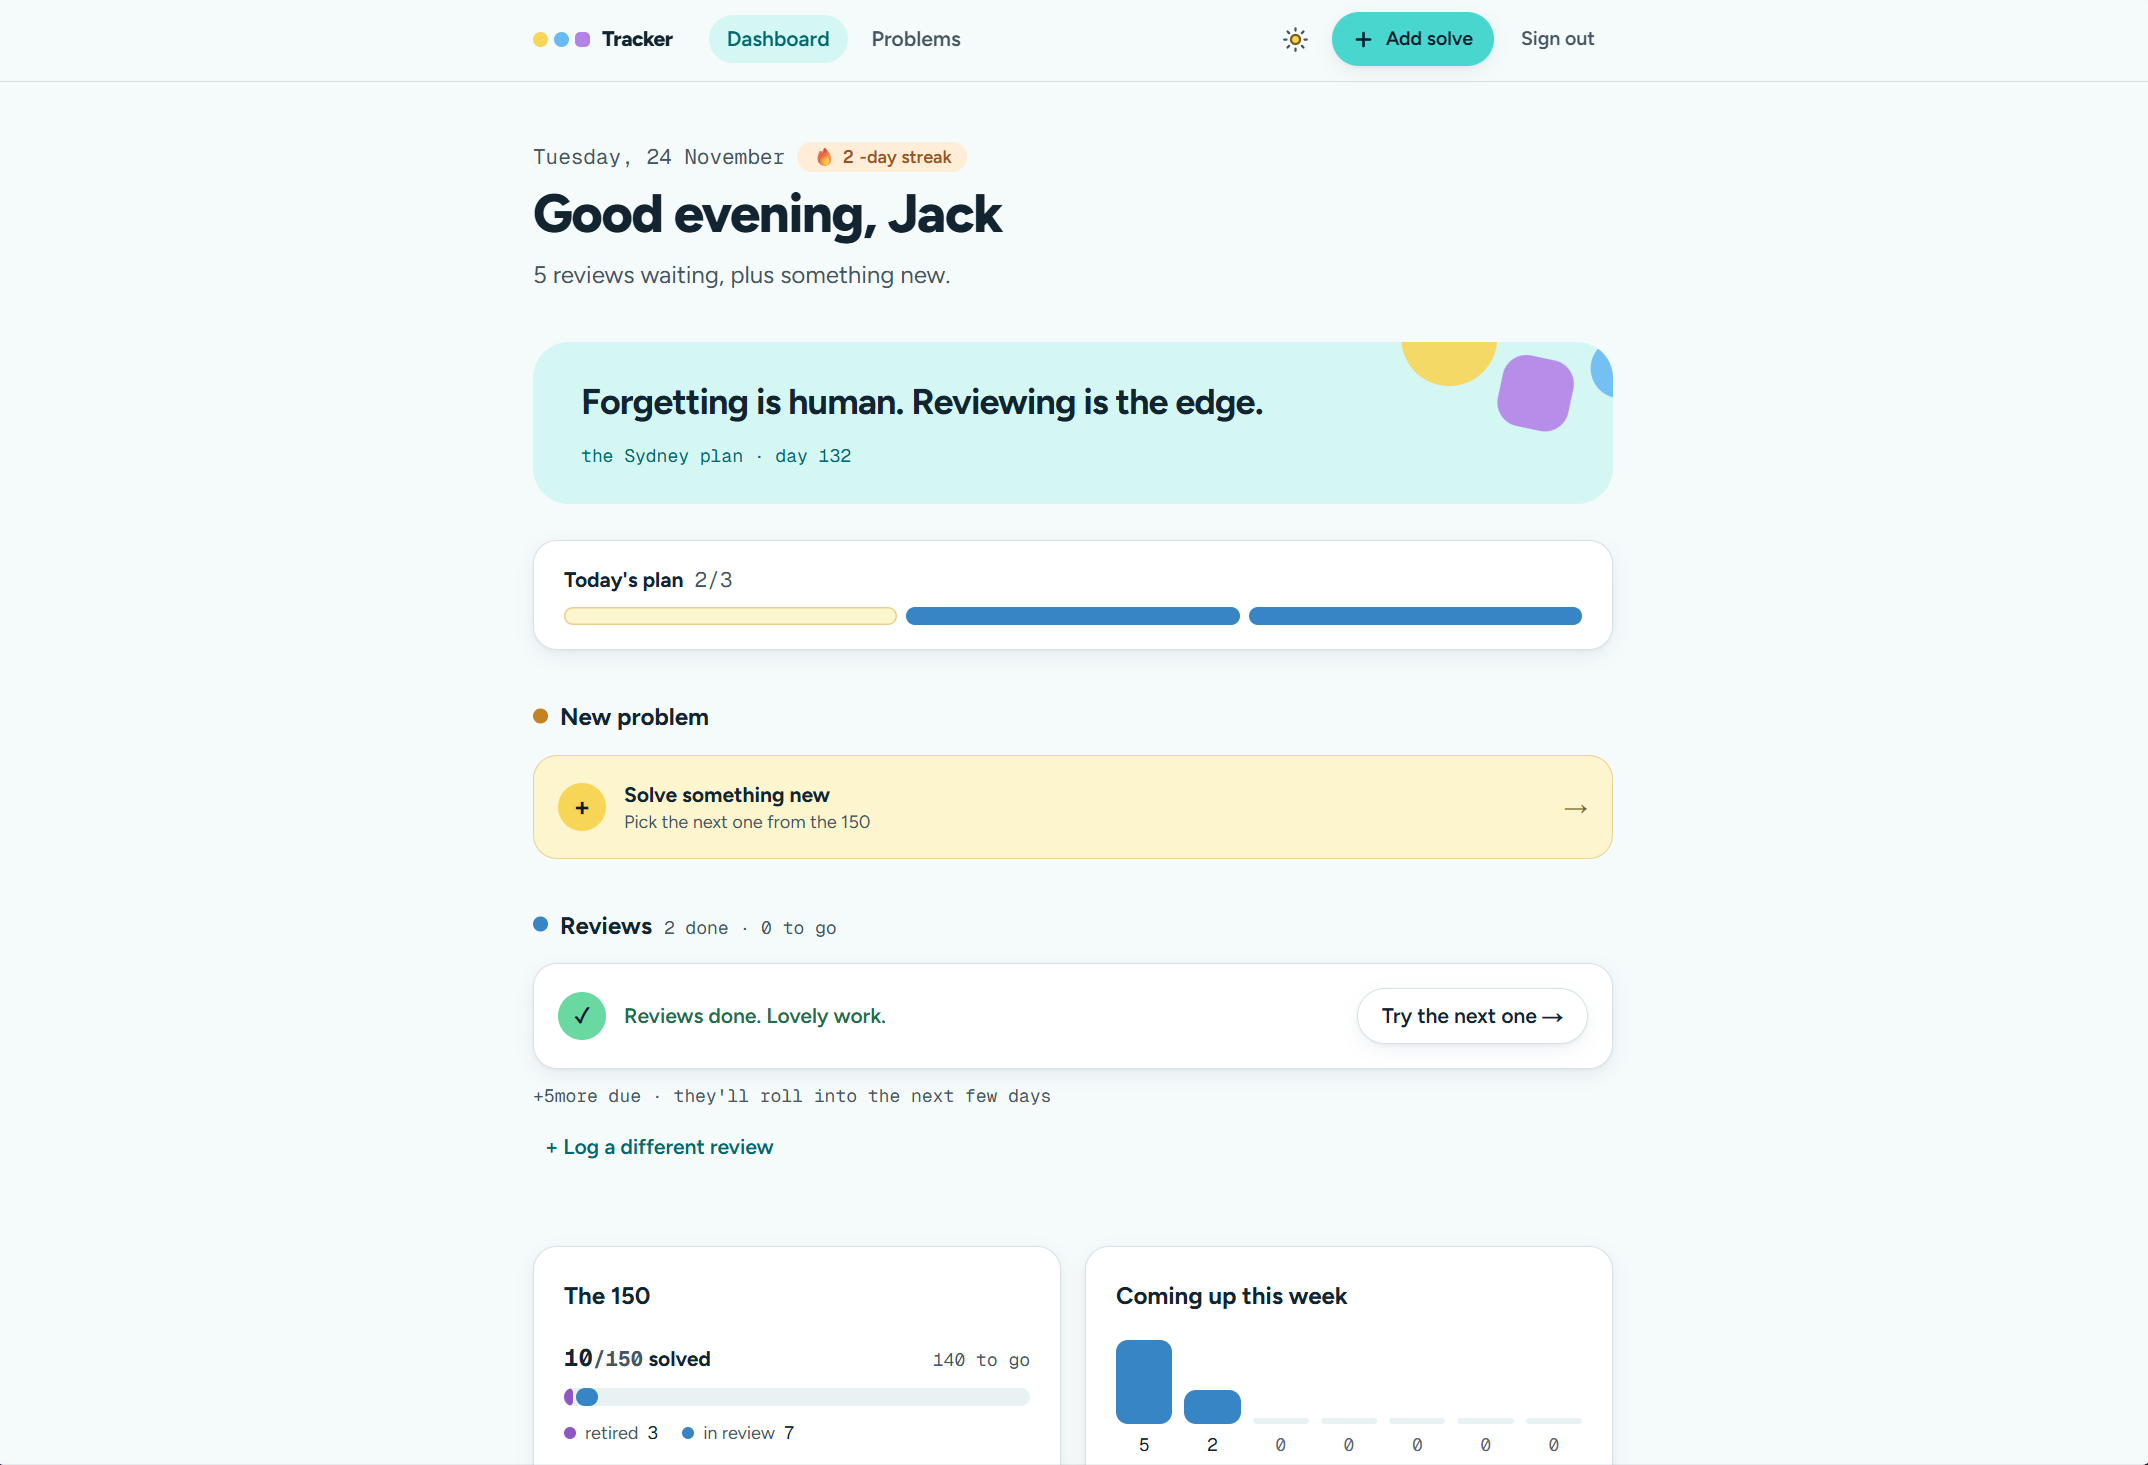 Tracker
Dashboard
Problems
+ Add solve
Sign out
Tuesday, 24 November
2 -day streak
Good evening, Jack
5 reviews waiting, plus something new.
Forgetting is human. Reviewing is the edge.
the Sydney plan · day 132
Today's plan 2/3
New problem
+
Solve something new
Pick the next one from the 150
→
Reviews 2 done · 0 to go
✓
Reviews done. Lovely work.
Try the next one →
+5more due · they'll roll into the next few days
+ Log a different review
The 150
10/150 solved
140 to go
retired 3
in review 7
Coming up this week
5 2 0 0 0 0 0